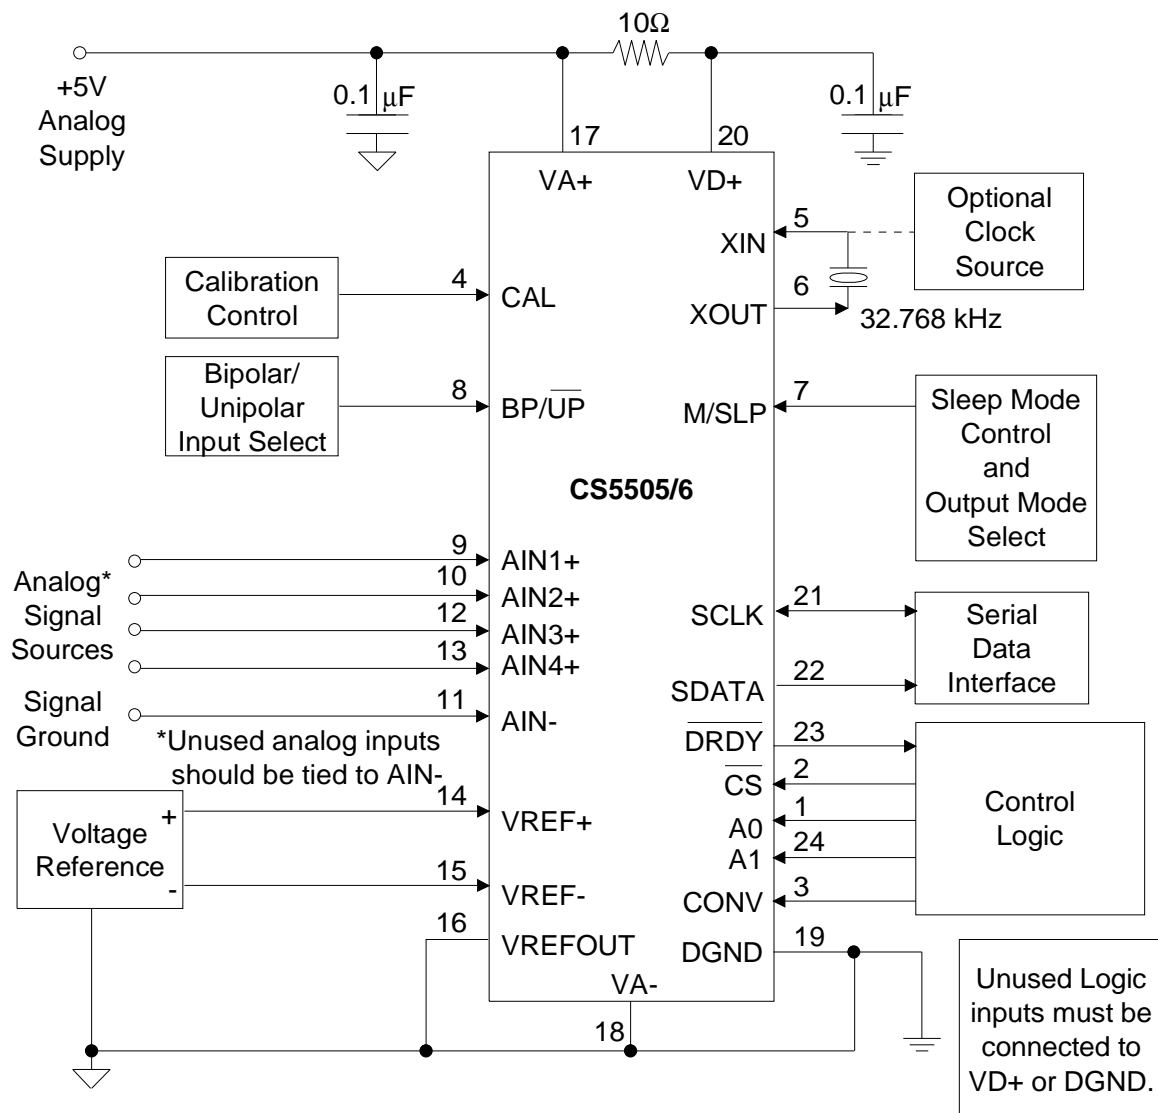 10Ω
+5V
Analog
Supply
0.1 µF
0.1 µF
17
20
VA+
VD+
5
XIN
Optional
Clock
Source
Calibration
Control
4
CAL
6
XOUT
32.768 kHz
Bipolar/
Unipolar
Input Select
8
BP/U̅P̅
7
M/SLP
Sleep Mode
Control
and
Output Mode
Select
CS5505/6
Analog*
Signal
Sources
9
AIN1+
10
AIN2+
12
AIN3+
13
AIN4+
Signal
Ground
11
AIN-
*Unused analog inputs
should be tied to AIN-
21
SCLK
22
SDATA
Serial
Data
Interface
D̅R̅D̅Y̅
23
C̅S̅
2
A0
1
A1
24
CONV
3
Control
Logic
Voltage
Reference
+
-
14
VREF+
15
VREF-
16
VREFOUT
DGND
19
VA-
18
Unused Logic
inputs must be
connected to
VD+ or DGND.